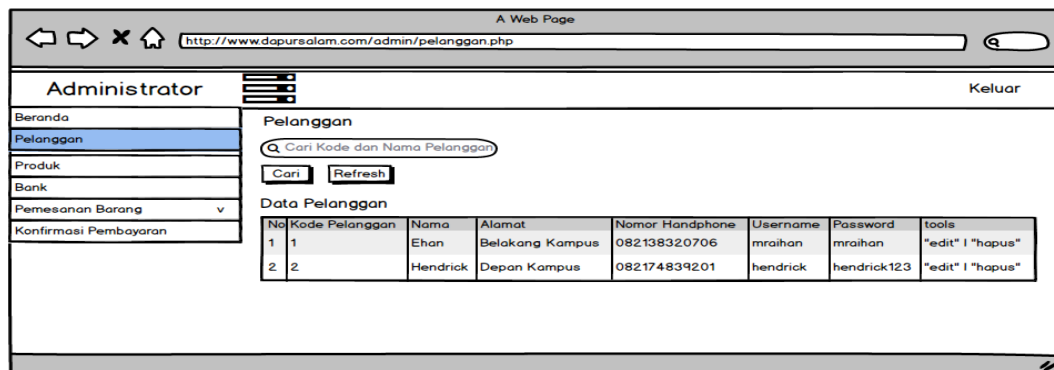 A Web Page
http://www.dapursalam.com/admin/pelanggan.php
Administrator
Keluar
Beranda
Pelanggan
Produk
Bank
Pemesanan Barang v
Konfirmasi Pembayaran
Pelanggan
Cari Kode dan Nama Pelanggan
Cari Refresh
Data Pelanggan
No Kode Pelanggan Nama Alamat Nomor Handphone Username Password tools
1 1 Ehan Belakang Kampus 082138320706 mraihan mraihan "edit" | "hapus"
2 2 Hendrick Depan Kampus 082174839201 hendrick hendrick123 "edit" | "hapus"